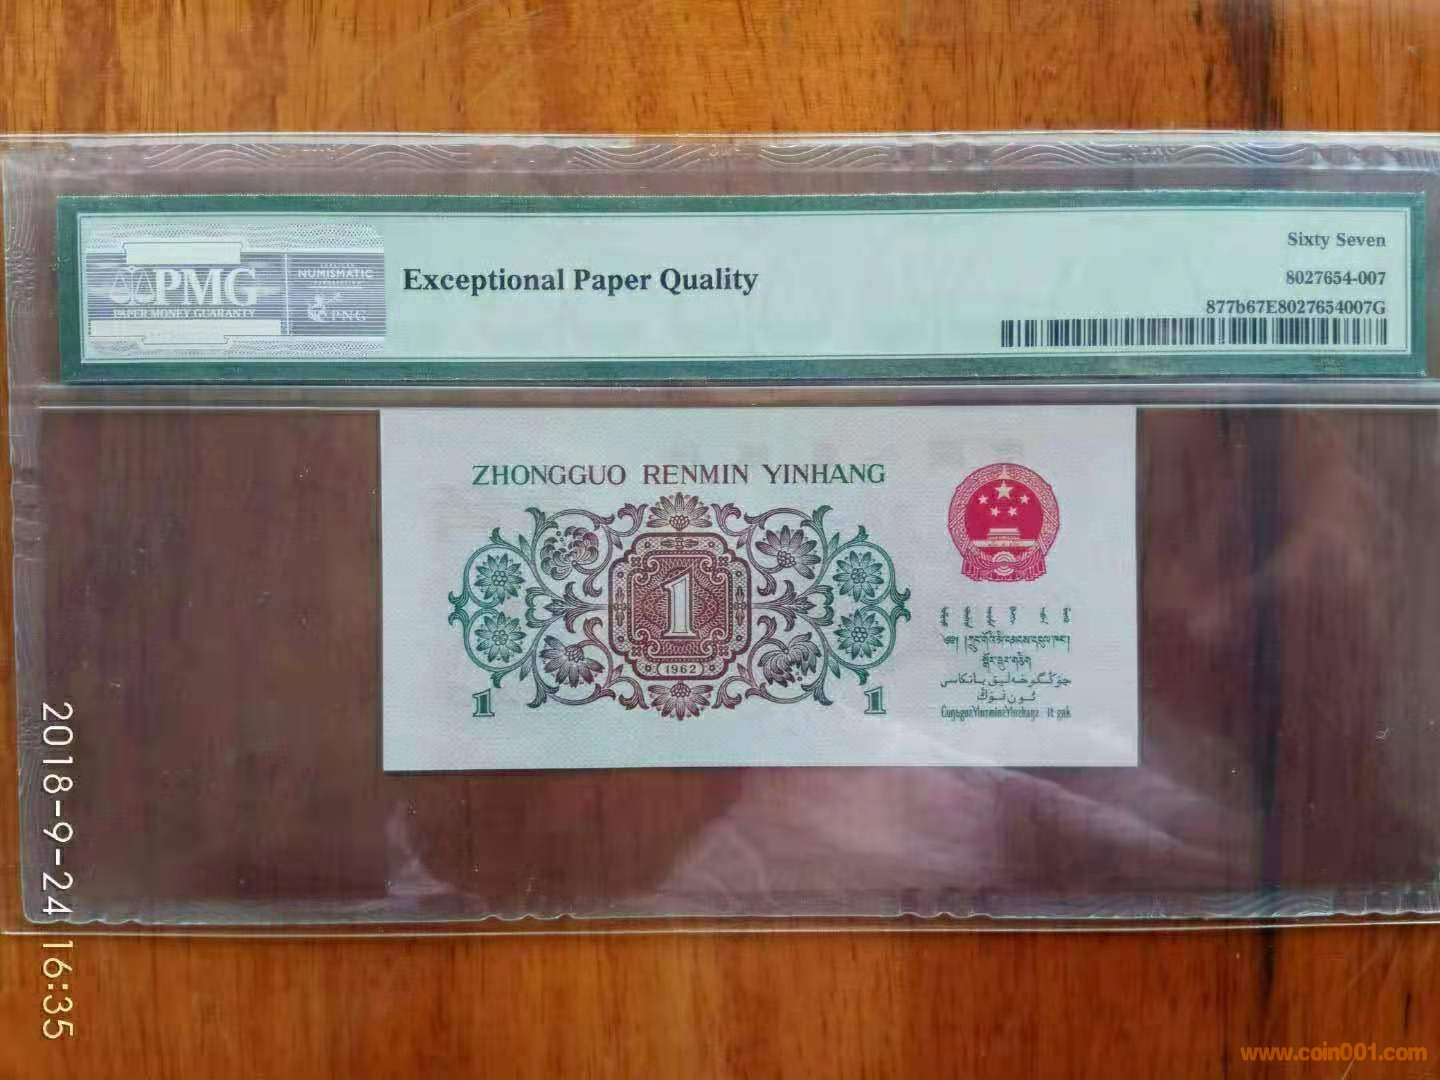 Sixty Seven
PMG
PAPER MONEY GUARANTY
NUMISMATIC
PNG
Exceptional Paper Quality
8027654-007
877b67E8027654007G
ZHONGGUO RENMIN YINHANG
1
1962
1
1
2018-9-24 16:35
www.coin001.com